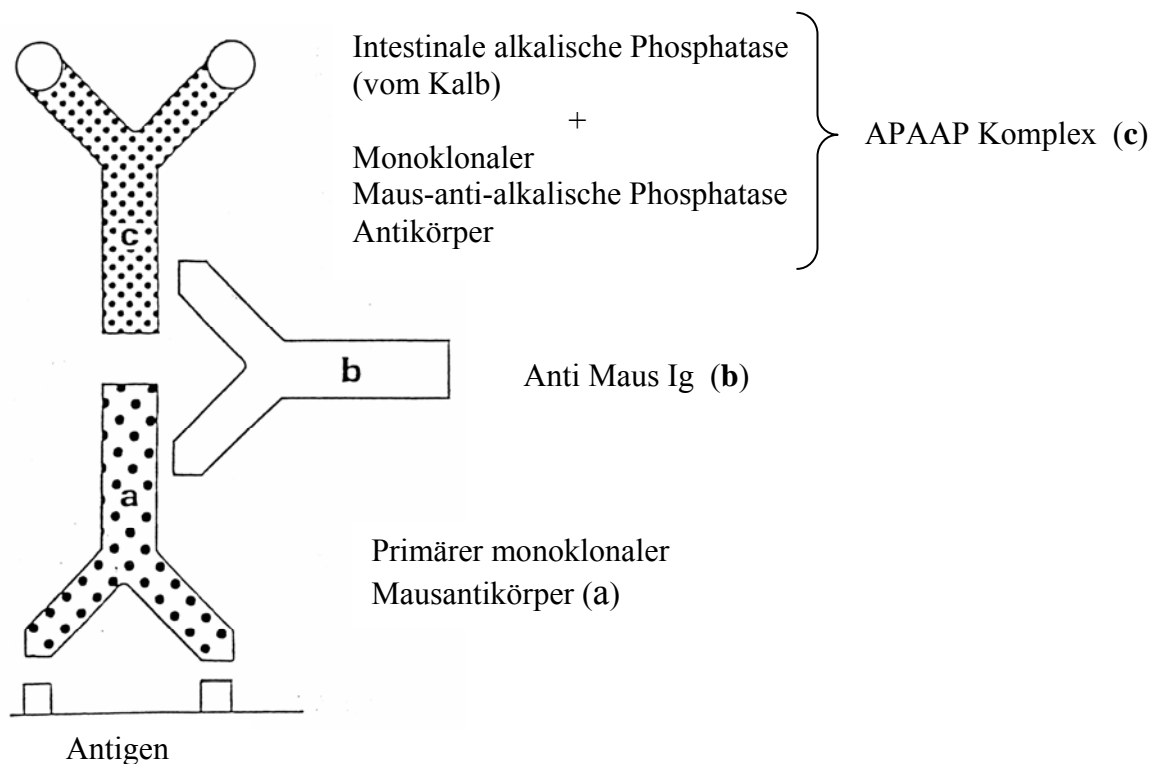 Intestinale alkalische Phosphatase
(vom Kalb)
+
Monoklonaler
Maus-anti-alkalische Phosphatase
Antikörper
APAAP Komplex (c)
c
b
Anti Maus Ig (b)
a
Primärer monoklonaler
Mausantikörper (a)
Antigen